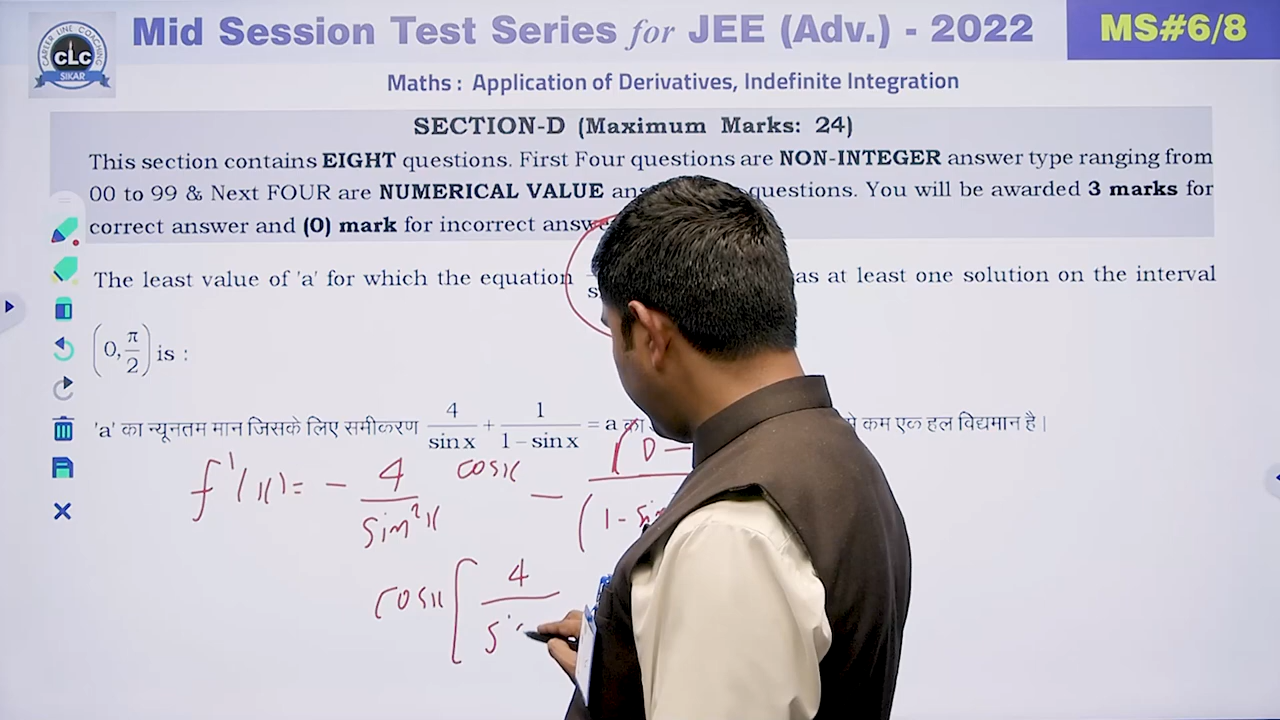 CAREER LINE COACHING
CLC
SIKAR
Mid Session Test Series for JEE (Adv.) - 2022
MS#6/8
Maths : Application of Derivatives, Indefinite Integration
SECTION-D (Maximum Marks: 24)
This section contains EIGHT questions. First Four questions are NON-INTEGER answer type ranging from
00 to 99 & Next FOUR are NUMERICAL VALUE questions. You will be awarded 3 marks for
correct answer and (0) mark for incorrect
The least value of 'a' for which the equation at least one solution on the interval
(0, π/2) is :
'a' का न्यूनतम मान जिसके लिए समीकरण 4/sin x + 1/1 - sin x = a का कम एक हल विद्यमान है |
f'(x) = - 4/sin²x cosx - (0 - /(1 - sin
cosx [ 4/